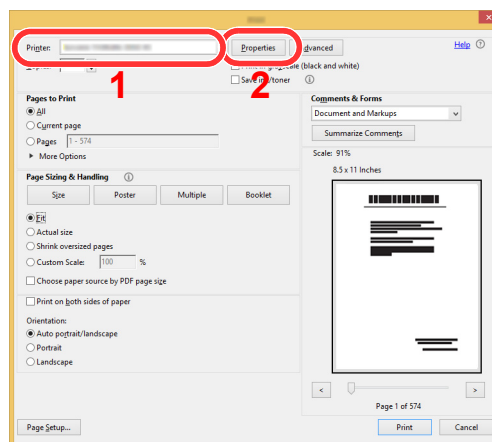 Printer:
Properties
Advanced
Help
1
2
Print in grayscale (black and white)
Save ink/toner
Pages to Print
All
Current page
Pages 1 - 574
More Options
Page Sizing & Handling
Size Poster Multiple Booklet
Fit
Actual size
Shrink oversized pages
Custom Scale: 100 %
Choose paper source by PDF page size
Print on both sides of paper
Orientation:
Auto portrait/landscape
Portrait
Landscape
Comments & Forms
Document and Markups
Summarize Comments
Scale: 91%
8.5 x 11 Inches
< >
Page 1 of 574
Page Setup...
Print Cancel